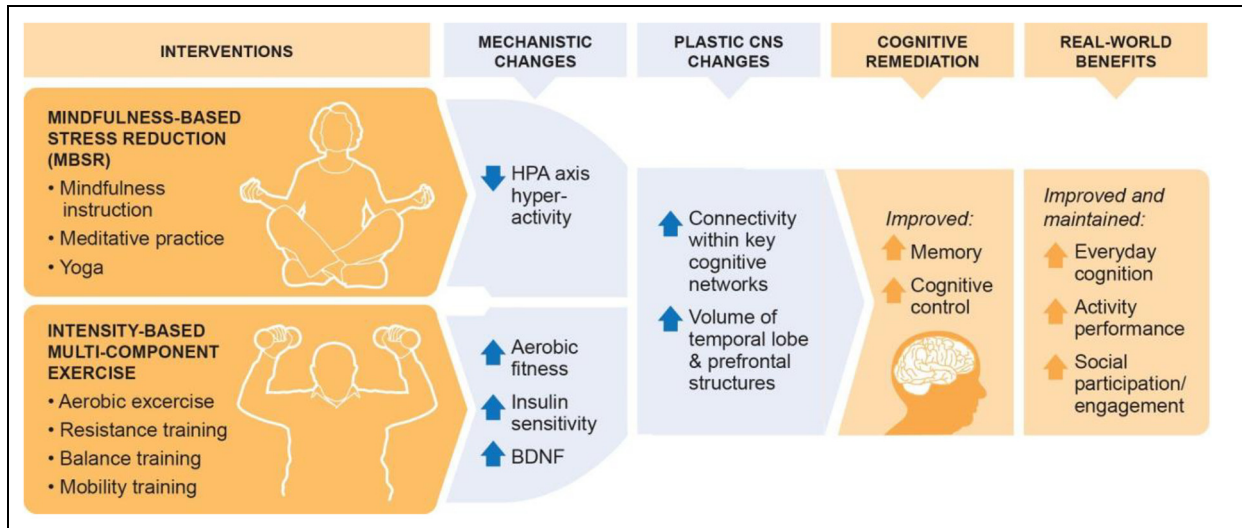 INTERVENTIONS
MECHANISTIC
CHANGES
PLASTIC CNS
CHANGES
COGNITIVE
REMEDIATION
REAL-WORLD
BENEFITS
MINDFULNESS-BASED
STRESS REDUCTION
(MBSR)
• Mindfulness
instruction
• Meditative practice
• Yoga
INTENSITY-BASED
MULTI-COMPONENT
EXERCISE
• Aerobic excercise
• Resistance training
• Balance training
• Mobility training
HPA axis
hyper-
activity
Aerobic
fitness
Insulin
sensitivity
BDNF
Connectivity
within key
cognitive
networks
Volume of
temporal lobe
& prefrontal
structures
Improved:
Memory
Cognitive
control
Improved and
maintained:
Everyday
cognition
Activity
performance
Social
participation/
engagement